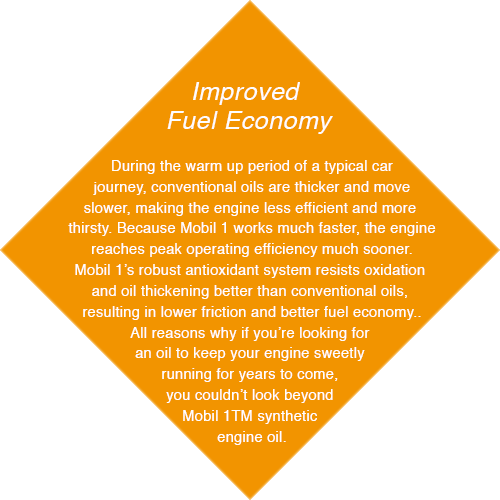 Improved
Fuel Economy
During the warm up period of a typical car
journey, conventional oils are thicker and move
slower, making the engine less efficient and more
thirsty. Because Mobil 1 works much faster, the engine
reaches peak operating efficiency much sooner.
Mobil 1's robust antioxidant system resists oxidation
and oil thickening better than conventional oils,
resulting in lower friction and better fuel economy..
All reasons why if you're looking for
an oil to keep your engine sweetly
running for years to come,
you couldn't look beyond
Mobil 1TM synthetic
engine oil.